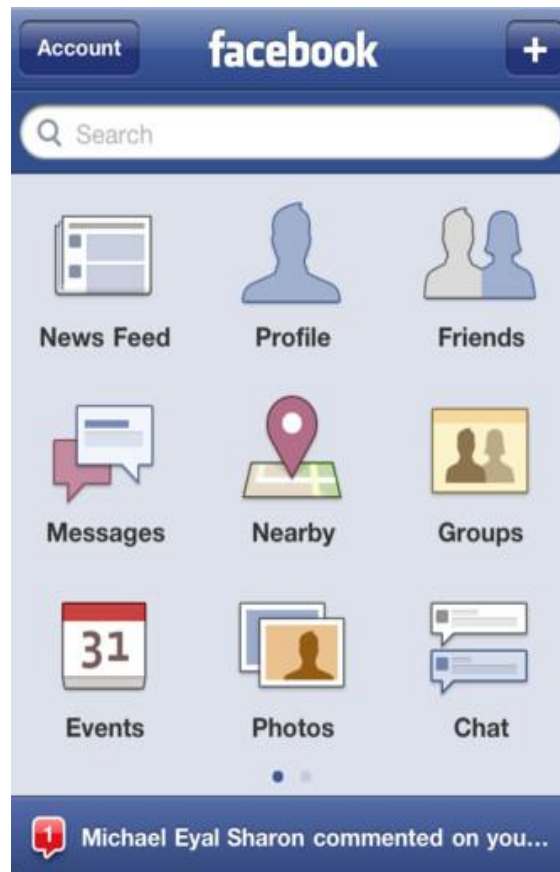 Account facebook +
Search
News Feed Profile Friends
Messages Nearby Groups
31
Events Photos Chat
1 Michael Eyal Sharon commented on you...